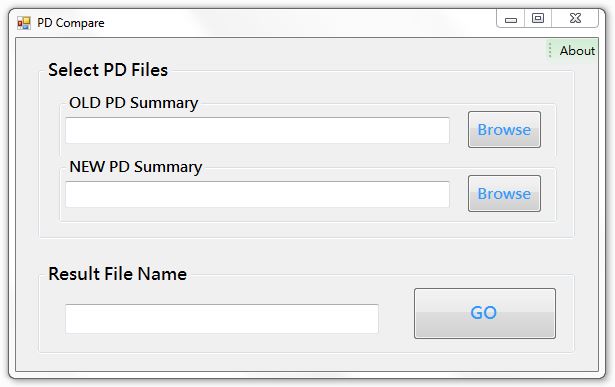 PD Compare
About
Select PD Files
OLD PD Summary
Browse
NEW PD Summary
Browse
Result File Name
GO